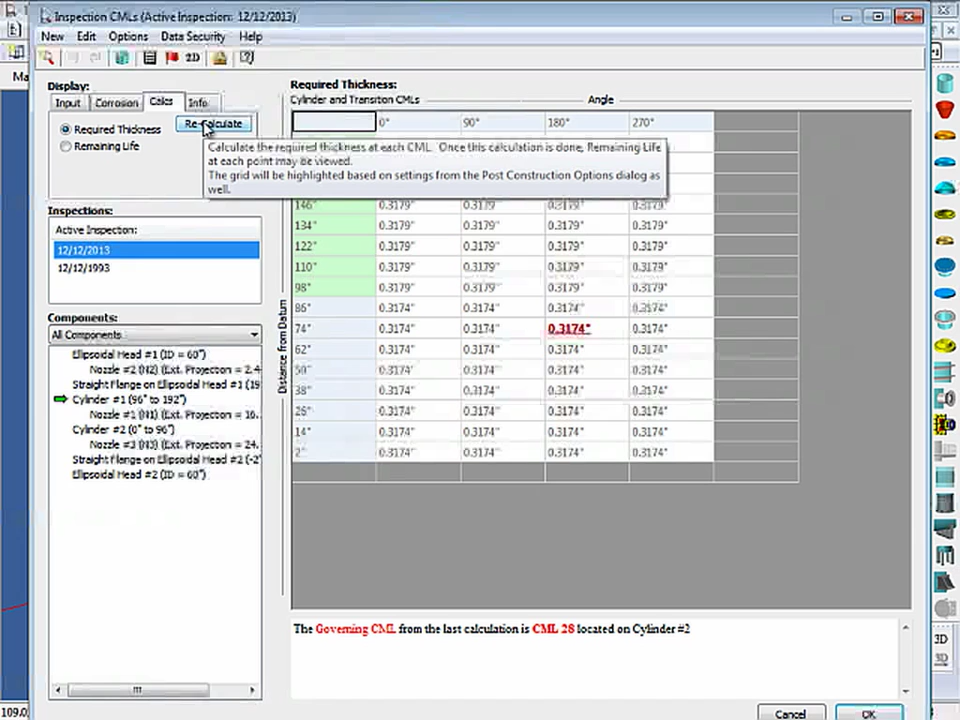 Inspection CMLs (Active Inspection: 12/12/2013)
New Edit Options Data Security Help
2D
Ma
Display:
Input Corrosion Calcs Info
Required Thickness
Re-Calculate
Remaining Life
Required Thickness:
Cylinder and Transition CMLs Angle
0° 90° 180° 270°
Calculate the required thickness at each CML. Once this calculation is done, Remaining Life
at each point may be viewed.
The grid will be highlighted based on settings from the Post Construction Options dialog as
well.
Inspections:
Active Inspection:
12/12/2013
12/12/1993
Components:
All Components
Ellipsoidal Head #1 (ID = 60")
Nozzle #2 (N2) (Ext. Projection = 2.4
Straight Flange on Ellipsoidal Head #1 (19
Cylinder #1 (96" to 192")
Nozzle #1 (N1) (Ext. Projection = 16.
Cylinder #2 (0" to 96")
Nozzle #3 (N3) (Ext. Projection = 24.
Straight Flange on Ellipsoidal Head #2 (-2"
Ellipsoidal Head #2 (ID = 60")
Distance from Datum
146" 0.3179" 0.3179" 0.3179" 0.3179"
134" 0.3179" 0.3179" 0.3179" 0.3179"
122" 0.3179" 0.3179" 0.3179" 0.3179"
110" 0.3179" 0.3179" 0.3179" 0.3179"
98" 0.3179" 0.3179" 0.3179" 0.3179"
86" 0.3174" 0.3174" 0.3174" 0.3174"
74" 0.3174" 0.3174" 0.3174" 0.3174"
62" 0.3174" 0.3174" 0.3174" 0.3174"
50" 0.3174" 0.3174" 0.3174" 0.3174"
38" 0.3174" 0.3174" 0.3174" 0.3174"
26" 0.3174" 0.3174" 0.3174" 0.3174"
14" 0.3174" 0.3174" 0.3174" 0.3174"
2" 0.3174" 0.3174" 0.3174" 0.3174"
The Governing CML from the last calculation is CML 28 located on Cylinder #2
Cancel OK
3D
3D
109.0